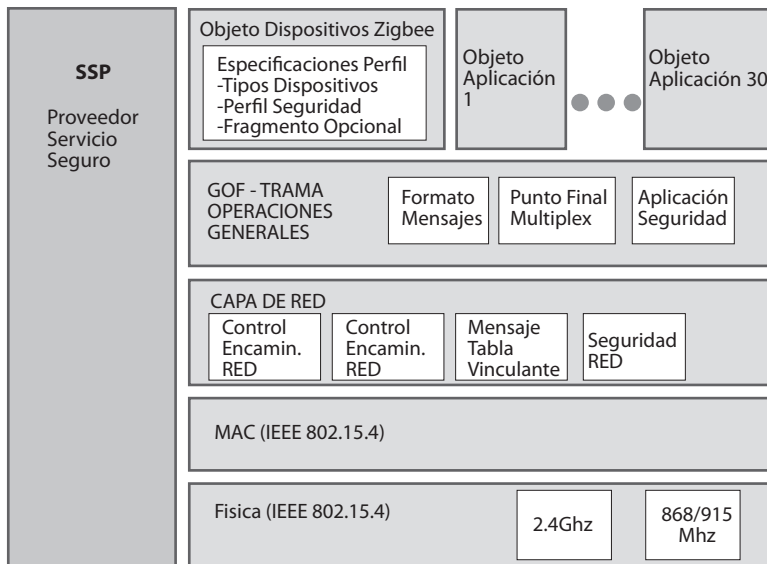 SSP
Proveedor
Servicio
Seguro
Objeto Dispositivos Zigbee
Especificaciones Perfil
-Tipos Dispositivos
-Perfil Seguridad
-Fragmento Opcional
Objeto
Aplicación
1
Objeto
Aplicación 30
GOF - TRAMA
OPERACIONES
GENERALES
Formato
Mensajes
Punto Final
Multiplex
Aplicación
Seguridad
CAPA DE RED
Control
Encamin.
RED
Control
Encamin.
RED
Mensaje
Tabla
Vinculante
Seguridad
RED
MAC (IEEE 802.15.4)
Fisica (IEEE 802.15.4)
2.4Ghz
868/915
Mhz